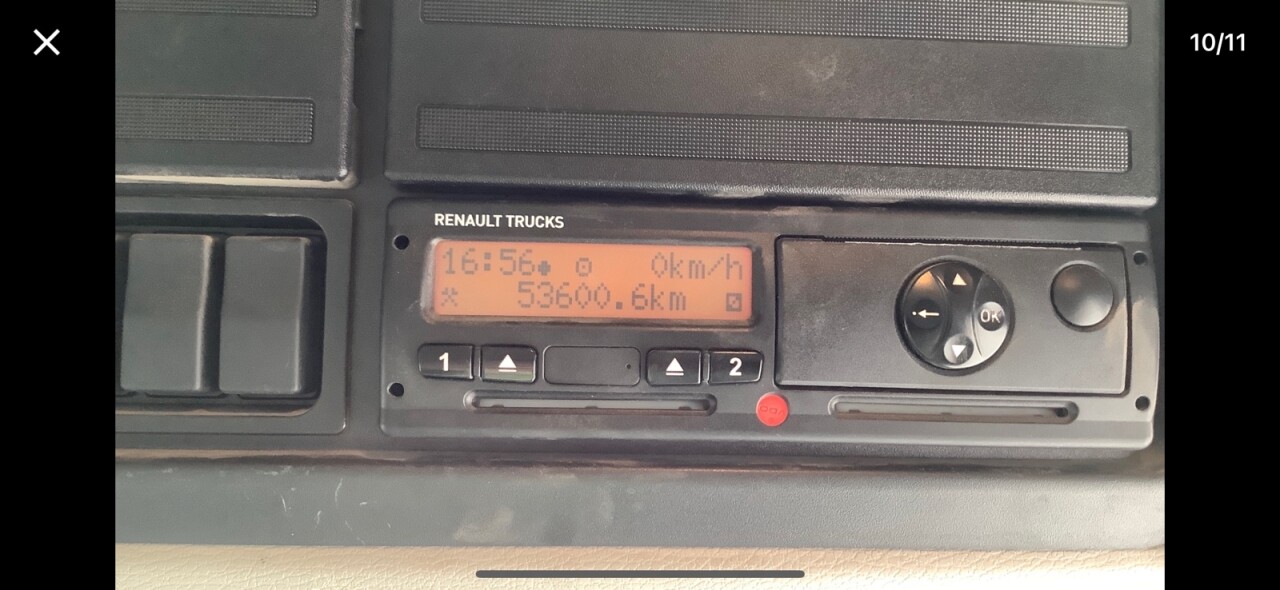 10/11
RENAULT TRUCKS
16:56 0km/h
53600.6km
1
2
OK